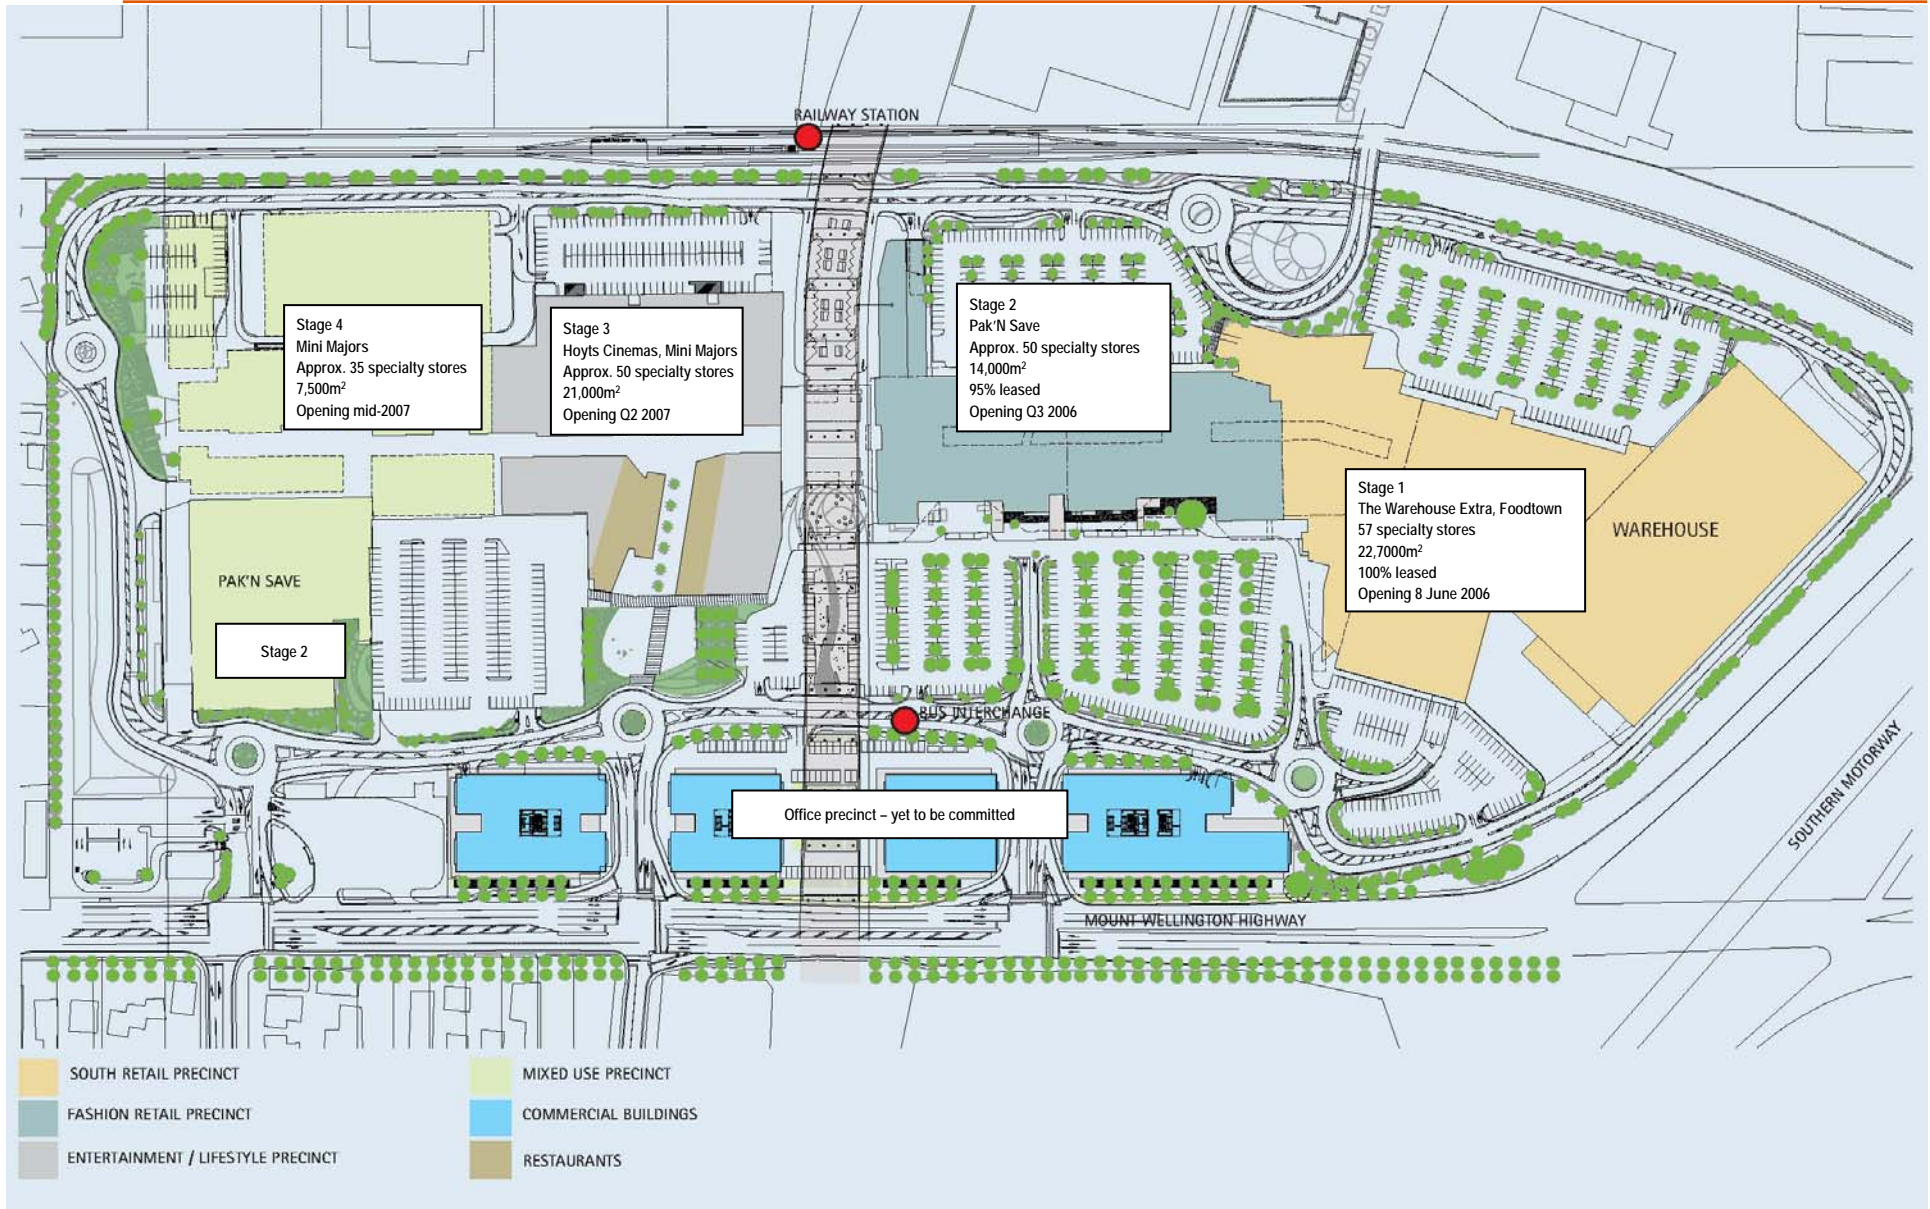 RAILWAY STATION
Stage 4
Mini Majors
Approx. 35 specialty stores
7,500m²
Opening mid-2007
Stage 3
Hoyts Cinemas, Mini Majors
Approx. 50 specialty stores
21,000m²
Opening Q2 2007
Stage 2
Pak'N Save
Approx. 50 specialty stores
14,000m²
95% leased
Opening Q3 2006
Stage 1
The Warehouse Extra, Foodtown
57 specialty stores
22,7000m²
100% leased
Opening 8 June 2006
WAREHOUSE
PAK'N SAVE
Stage 2
BUS INTERCHANGE
Office precinct – yet to be committed
SOUTHERN MOTORWAY
MOUNT WELLINGTON HIGHWAY
SOUTH RETAIL PRECINCT
FASHION RETAIL PRECINCT
ENTERTAINMENT / LIFESTYLE PRECINCT
MIXED USE PRECINCT
COMMERCIAL BUILDINGS
RESTAURANTS